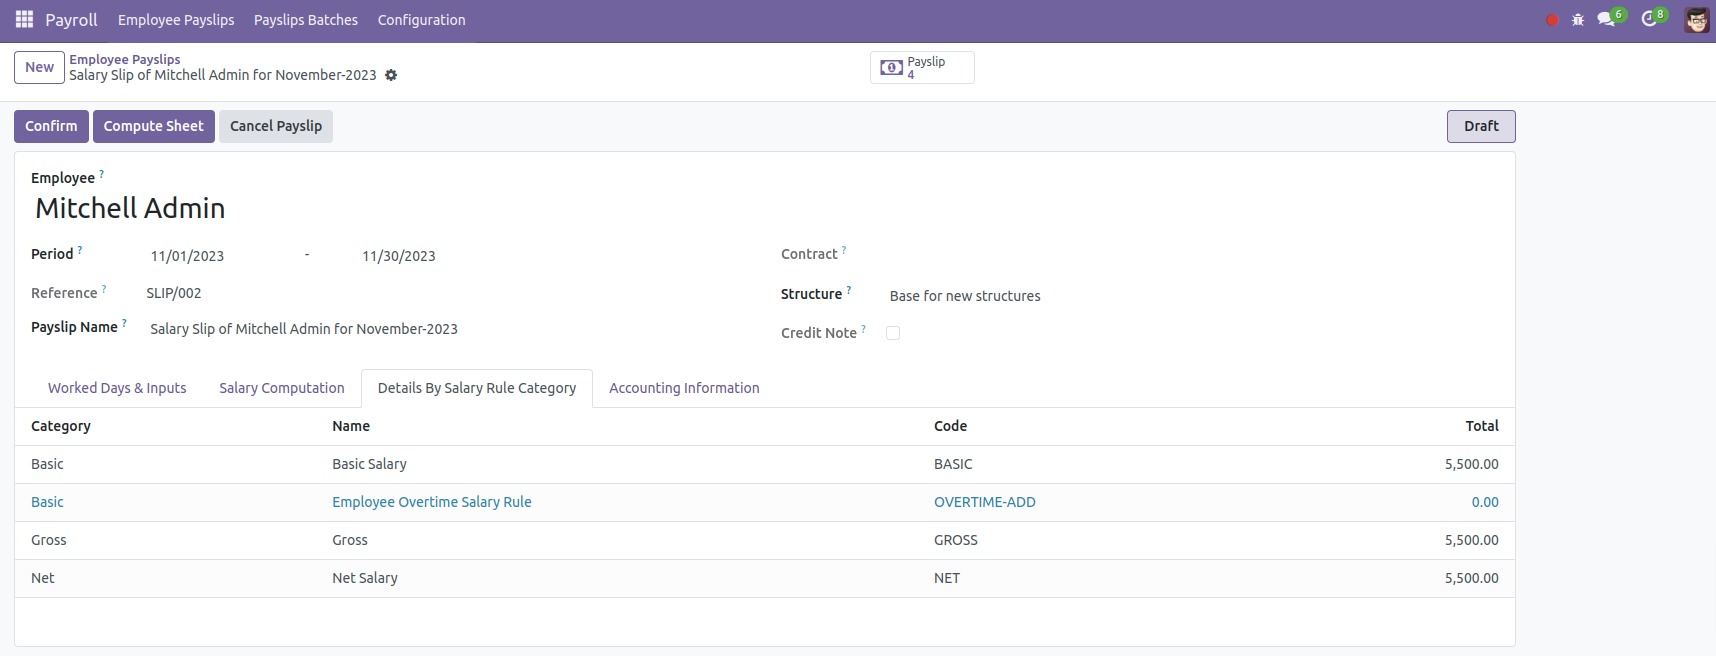 Payroll Employee Payslips Payslips Batches Configuration 6 8
New Employee Payslips
Salary Slip of Mitchell Admin for November-2023
Payslip
4
Confirm Compute Sheet Cancel Payslip Draft
Employee ?
Mitchell Admin
Period ? 11/01/2023 - 11/30/2023 Contract ?
Reference ? SLIP/002 Structure ? Base for new structures
Payslip Name ? Salary Slip of Mitchell Admin for November-2023 Credit Note ?
Worked Days & Inputs Salary Computation Details By Salary Rule Category Accounting Information
Category Name Code Total
Basic Basic Salary BASIC 5,500.00
Basic Employee Overtime Salary Rule OVERTIME-ADD 0.00
Gross Gross GROSS 5,500.00
Net Net Salary NET 5,500.00